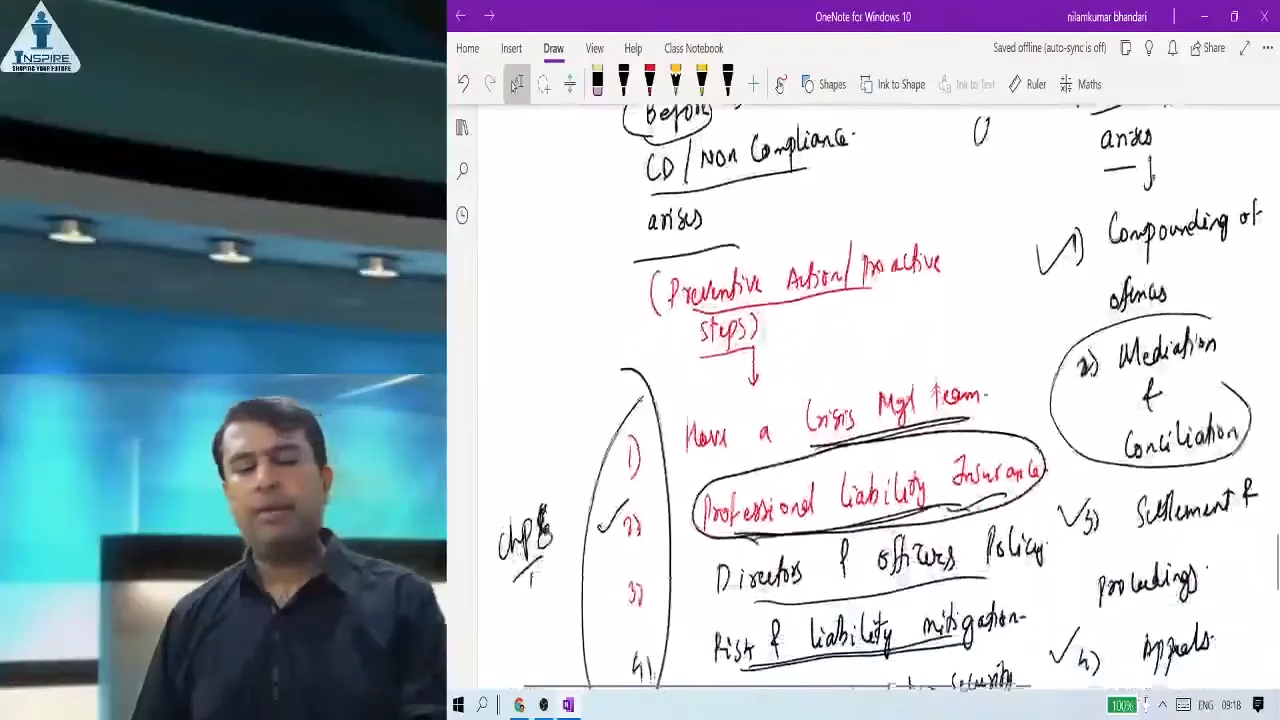 INSPIRE
SHAPING YOUR FUTURE
OneNote for Windows 10
nilamkumar bhandari
Home Insert Draw View Help Class Notebook
Saved offline (auto-sync is off)
Share
Shapes
Ink to Shape
Ink to Text
Ruler
Maths
Before
CD / Non Compliance.
arises
(Preventive Action/ Proactive
steps)
1) Have a Crisis Mgt Team.
2) Professional Liability Insurance
3) Directors & officers Policy.
4) Risk & liability mitigation
security
arises
1) Compounding of
2) Mediation
&
Conciliation
3) Settlement &
Proceedings.
4) Appeals.
100%
09:18